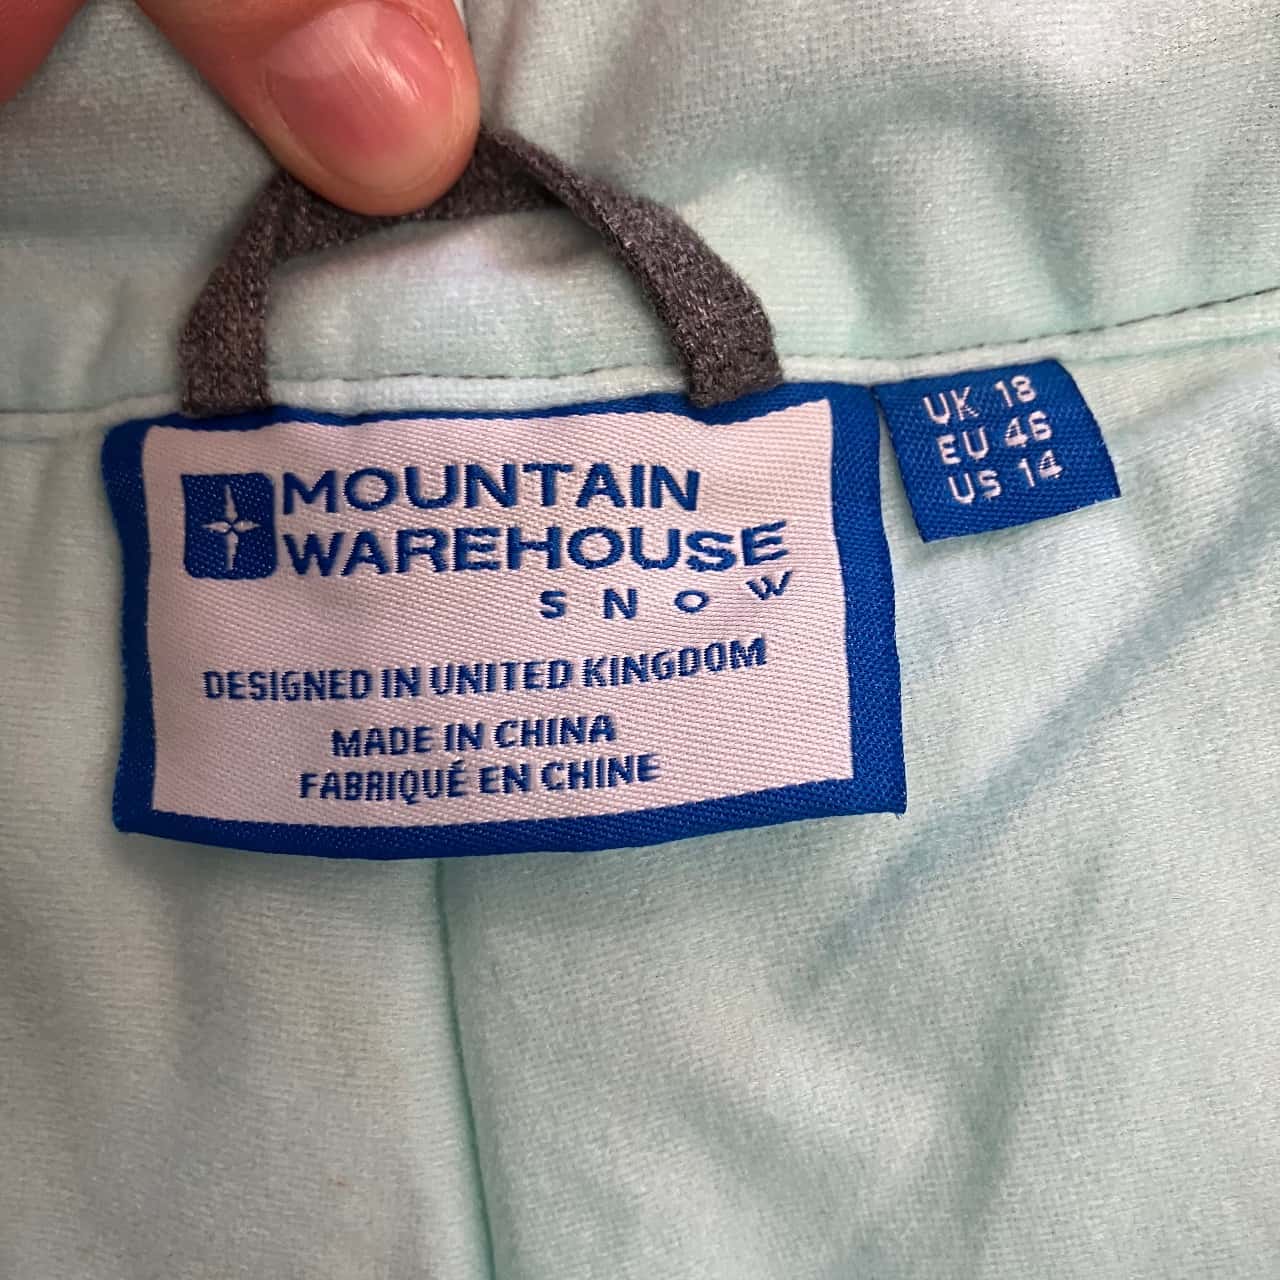 MOUNTAIN
WAREHOUSE
SNOW
DESIGNED IN UNITED KINGDOM
MADE IN CHINA
FABRIQUÉ EN CHINE
UK 18
EU 46
US 14